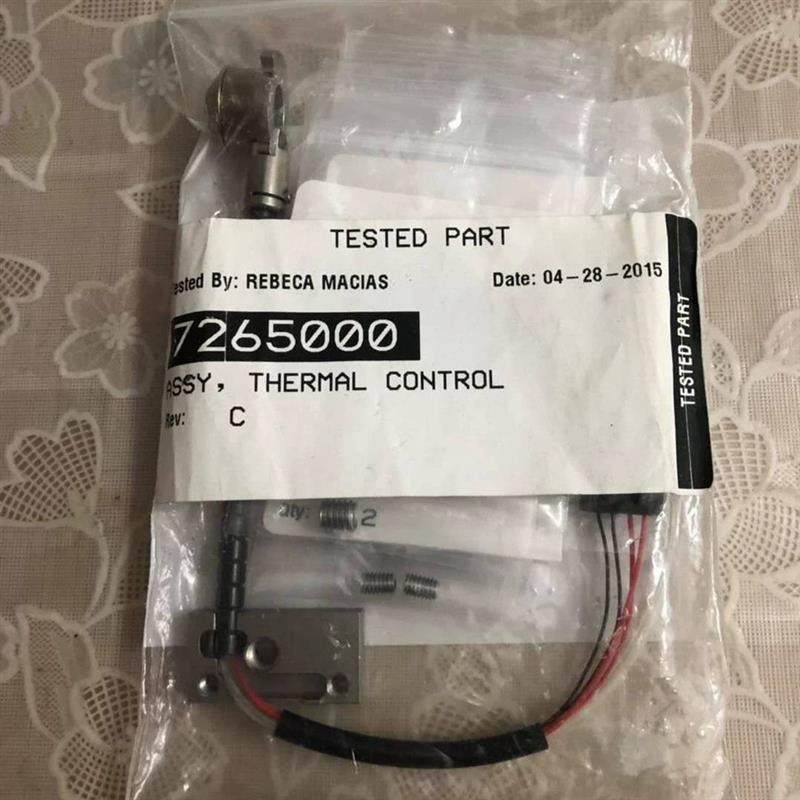 TESTED PART
ested By: REBECA MACIAS
Date: 04-28-2015
7265000
ASSY, THERMAL CONTROL
Rev: C
TESTED PART
Qty: 2